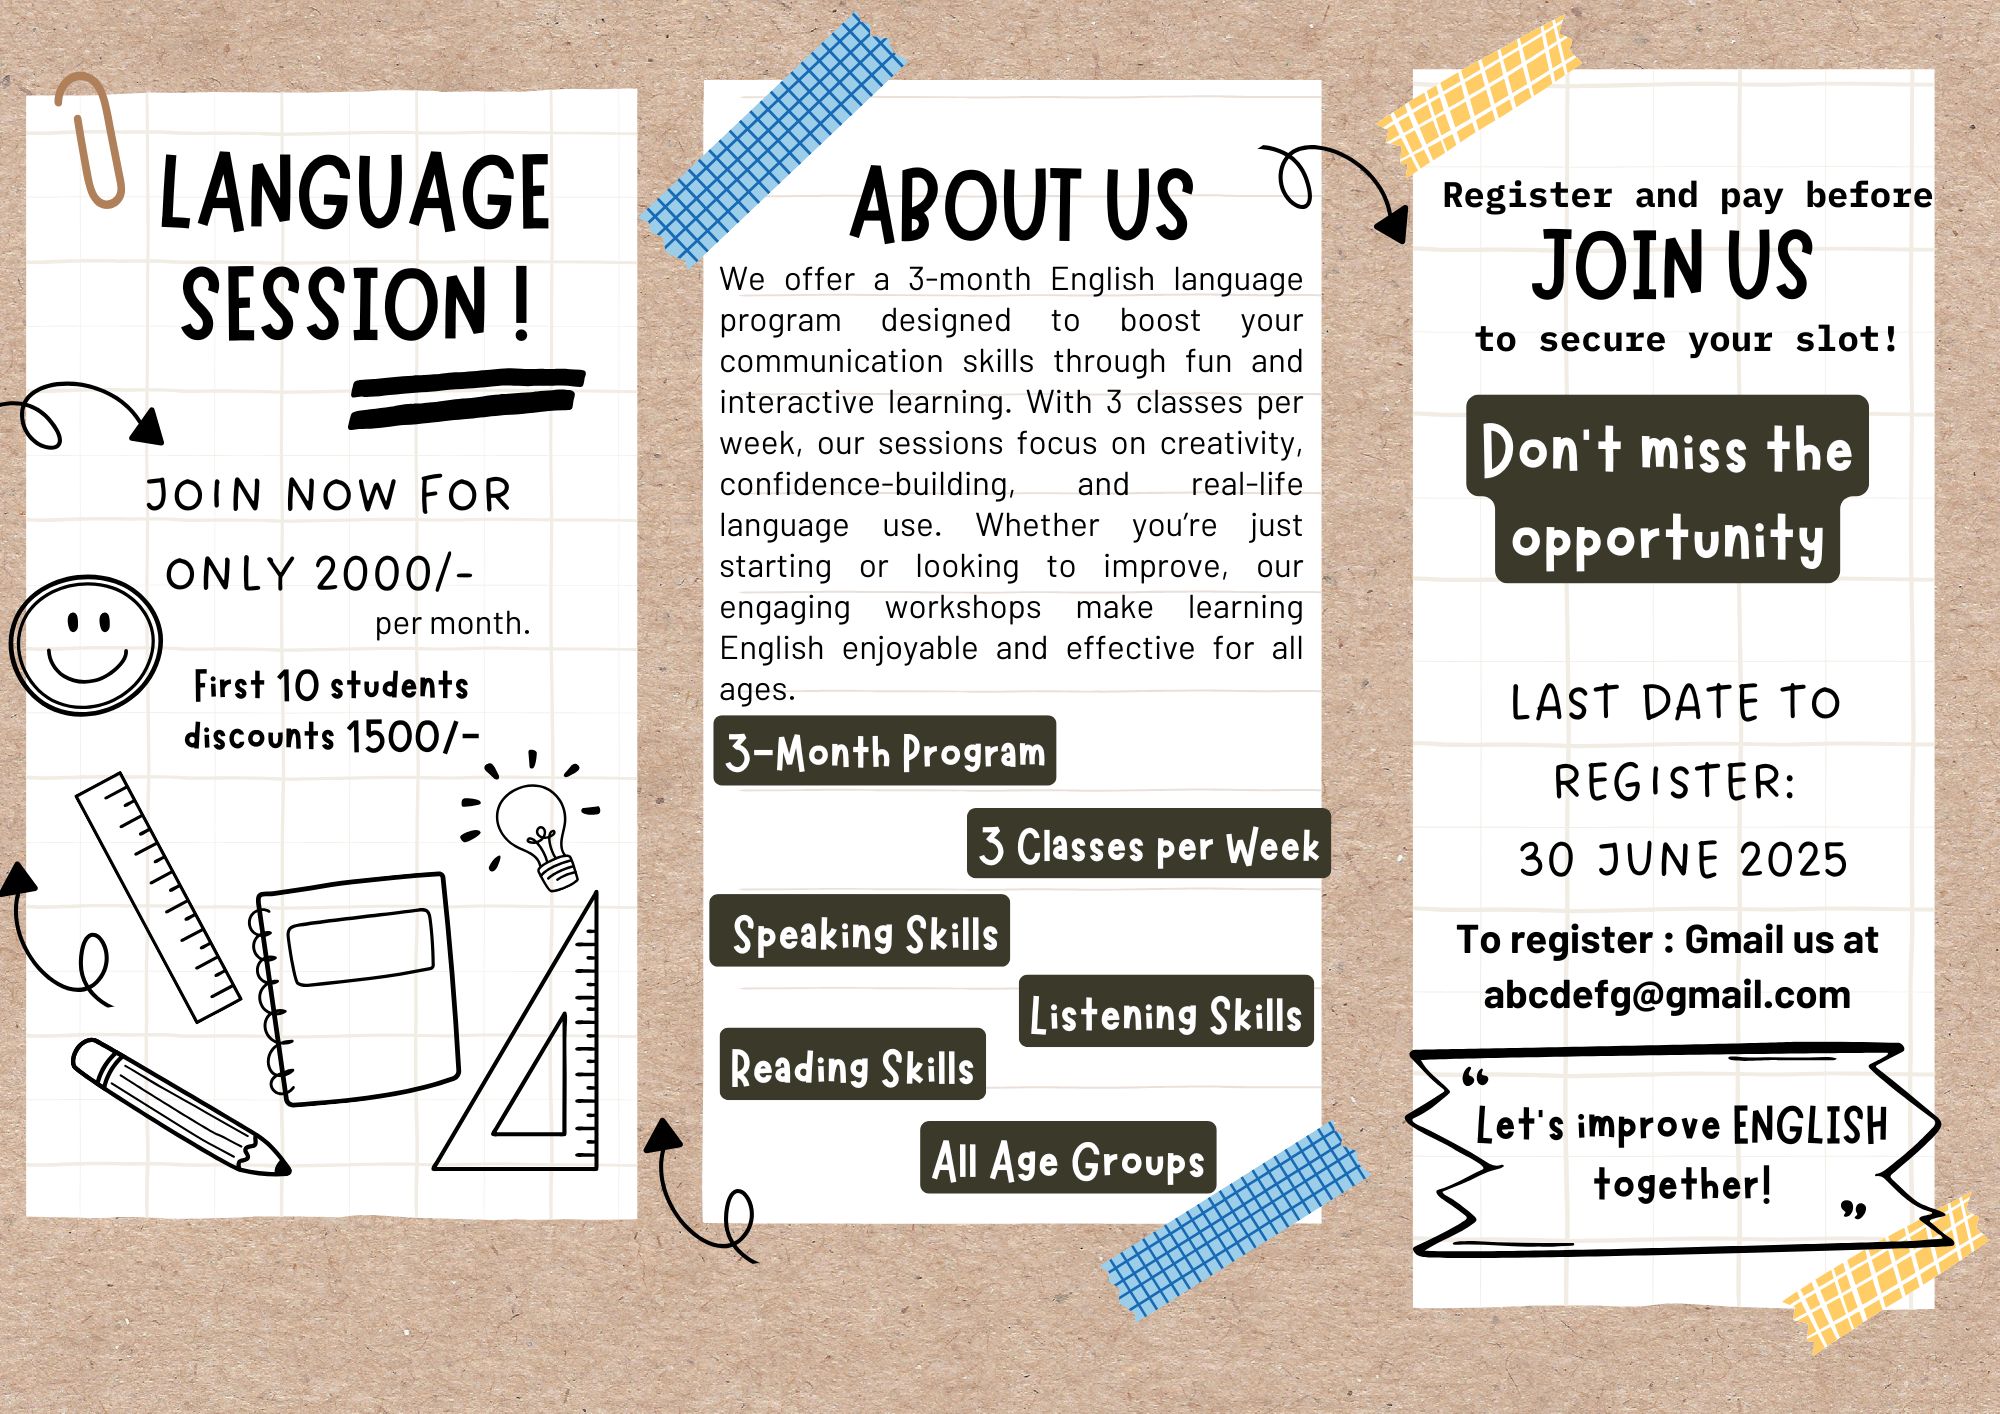 LANGUAGE
SESSION !
JOIN NOW FOR
ONLY 2000/-
per month.
First 10 students
discounts 1500/-
ABOUT US
We offer a 3-month English language
program designed to boost your
communication skills through fun and
interactive learning. With 3 classes per
week, our sessions focus on creativity,
confidence-building, and real-life
language use. Whether you’re just
starting or looking to improve, our
engaging workshops make learning
English enjoyable and effective for all
ages.
3-Month Program
3 Classes per Week
Speaking Skills
Listening Skills
Reading Skills
All Age Groups
Register and pay before
JOIN US
to secure your slot!
Don't miss the
opportunity
LAST DATE TO
REGISTER:
30 JUNE 2025
To register : Gmail us at
abcdefg@gmail.com
“
Let's improve ENGLISH
together!
”